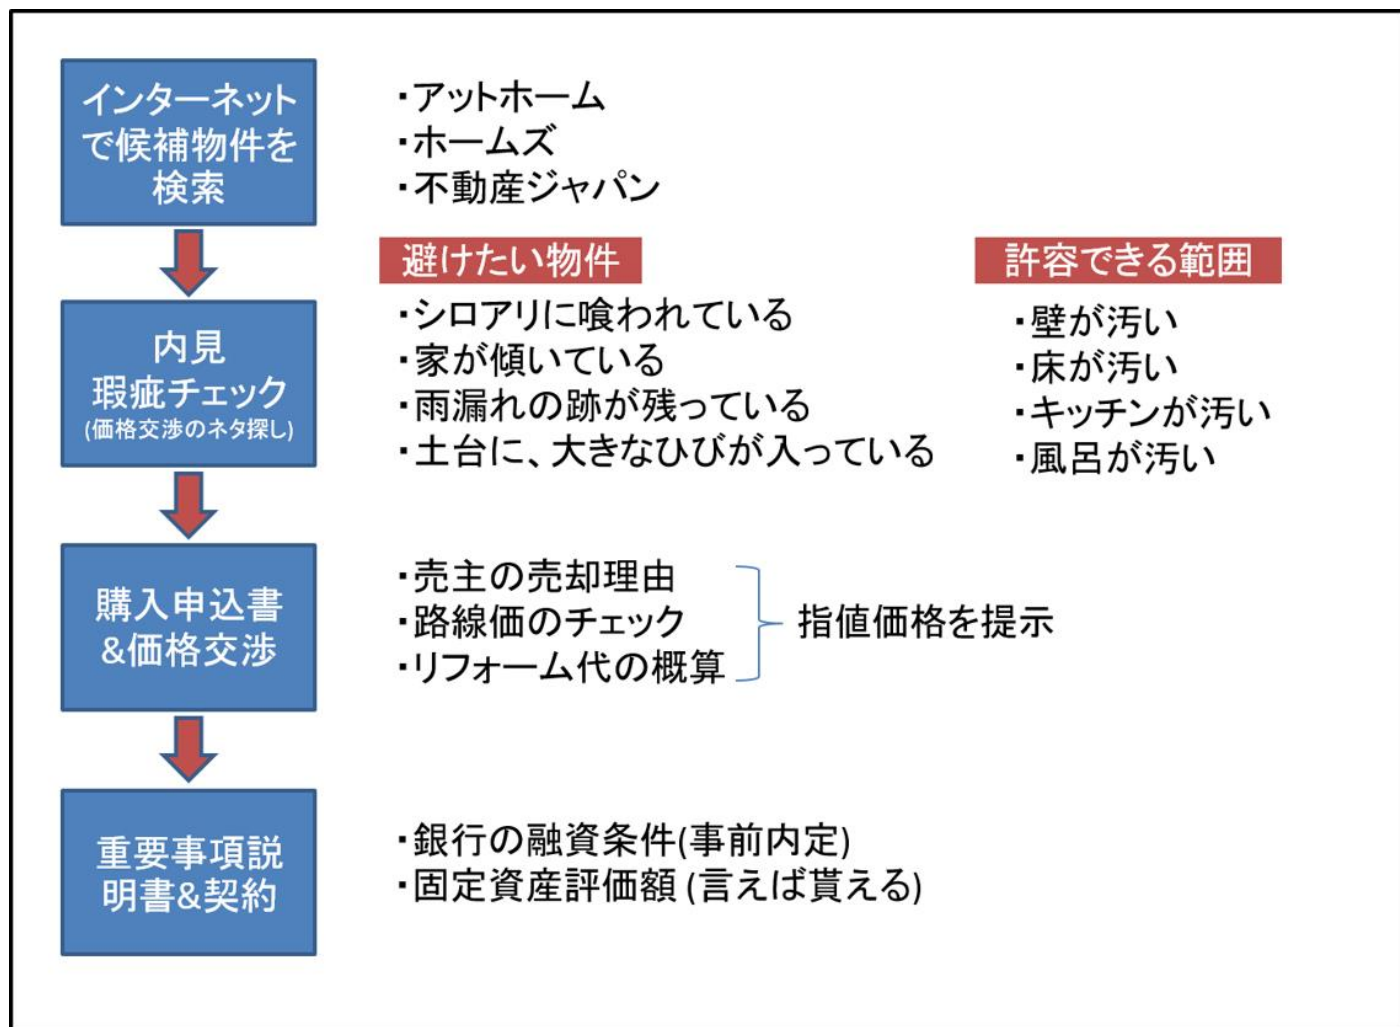 インターネット
で候補物件を
検索
・アットホーム
・ホームズ
・不動産ジャパン
避けたい物件
許容できる範囲
内見
瑕疵チェック
(価格交渉のネタ探し)
・シロアリに喰われている
・家が傾いている
・雨漏れの跡が残っている
・土台に、大きなひびが入っている
・壁が汚い
・床が汚い
・キッチンが汚い
・風呂が汚い
購入申込書
&価格交渉
・売主の売却理由
・路線価のチェック
・リフォーム代の概算
指値価格を提示
重要事項説
明書&契約
・銀行の融資条件(事前内定)
・固定資産評価額 (言えば貰える)